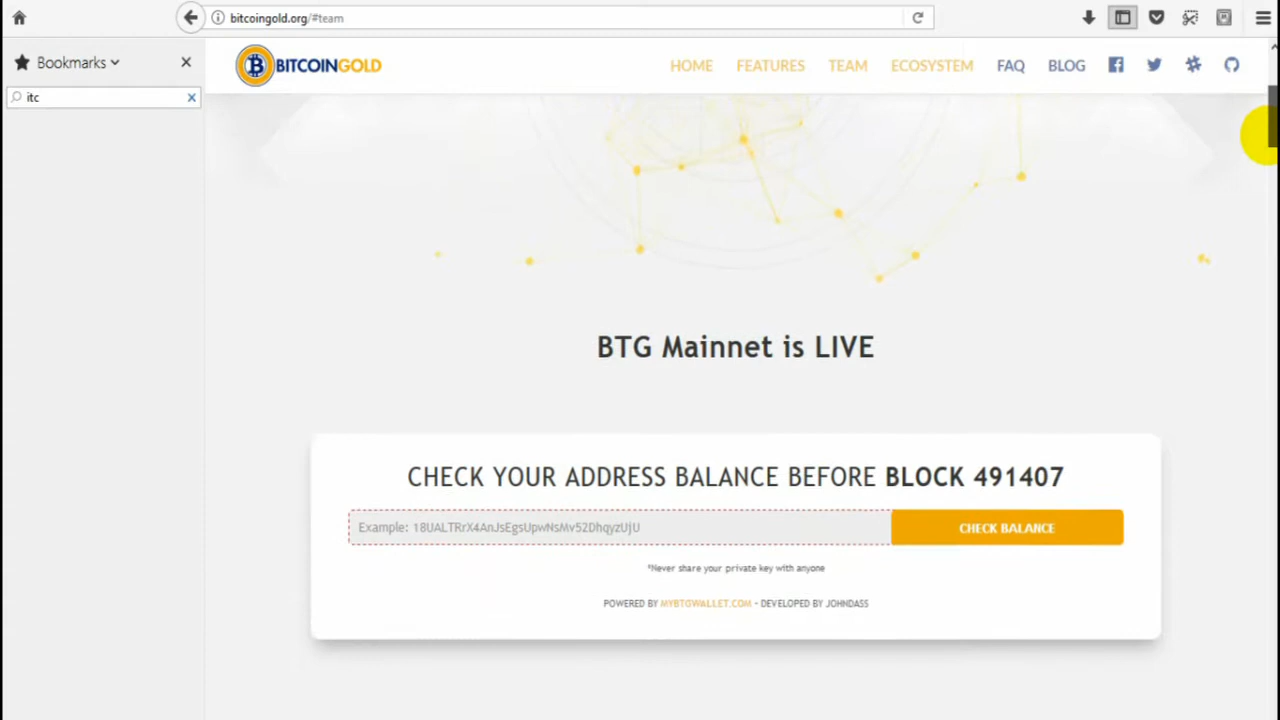 bitcoingold.org/#team
Bookmarks
itc
BITCOINGOLD
HOME FEATURES TEAM ECOSYSTEM FAQ BLOG
BTG Mainnet is LIVE
CHECK YOUR ADDRESS BALANCE BEFORE BLOCK 491407
Example: 18UALTRrX4AnJsEgsUpwNsMv52DhqyzUjU CHECK BALANCE
*Never share your private key with anyone
POWERED BY MYBTGWALLET.COM - DEVELOPED BY JOHNDASS